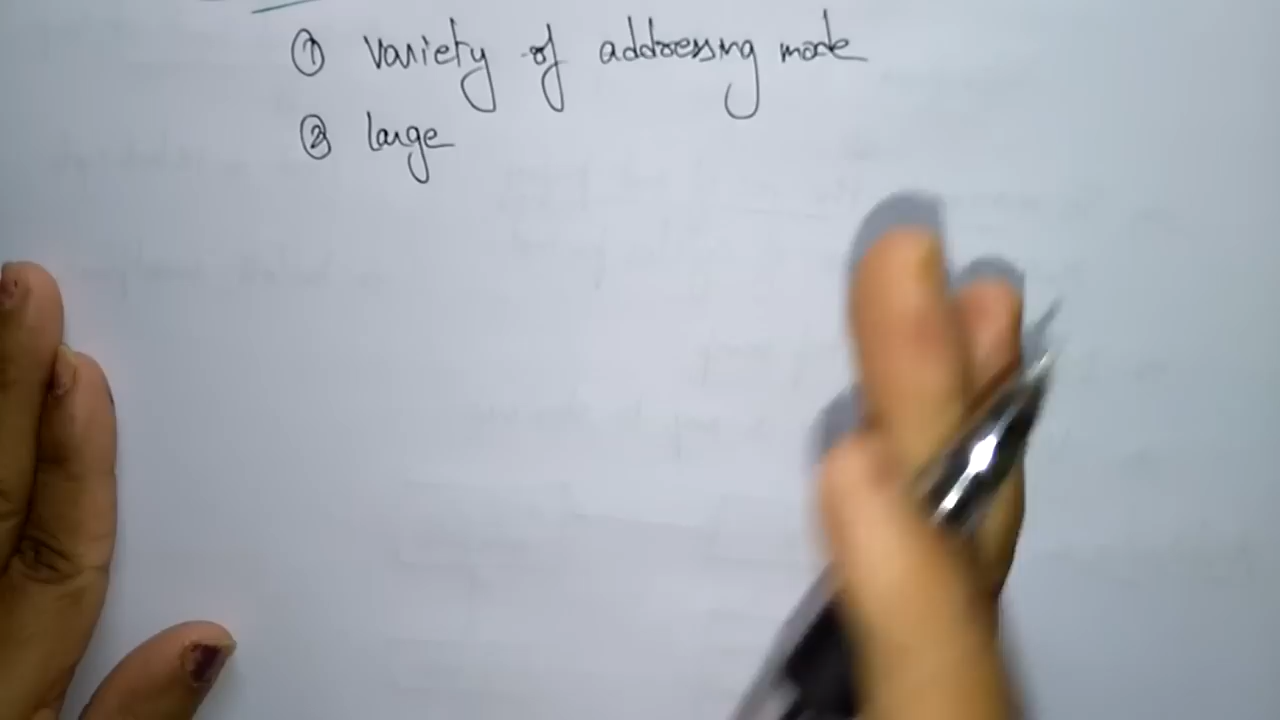 ① variety of addressing mode
② large